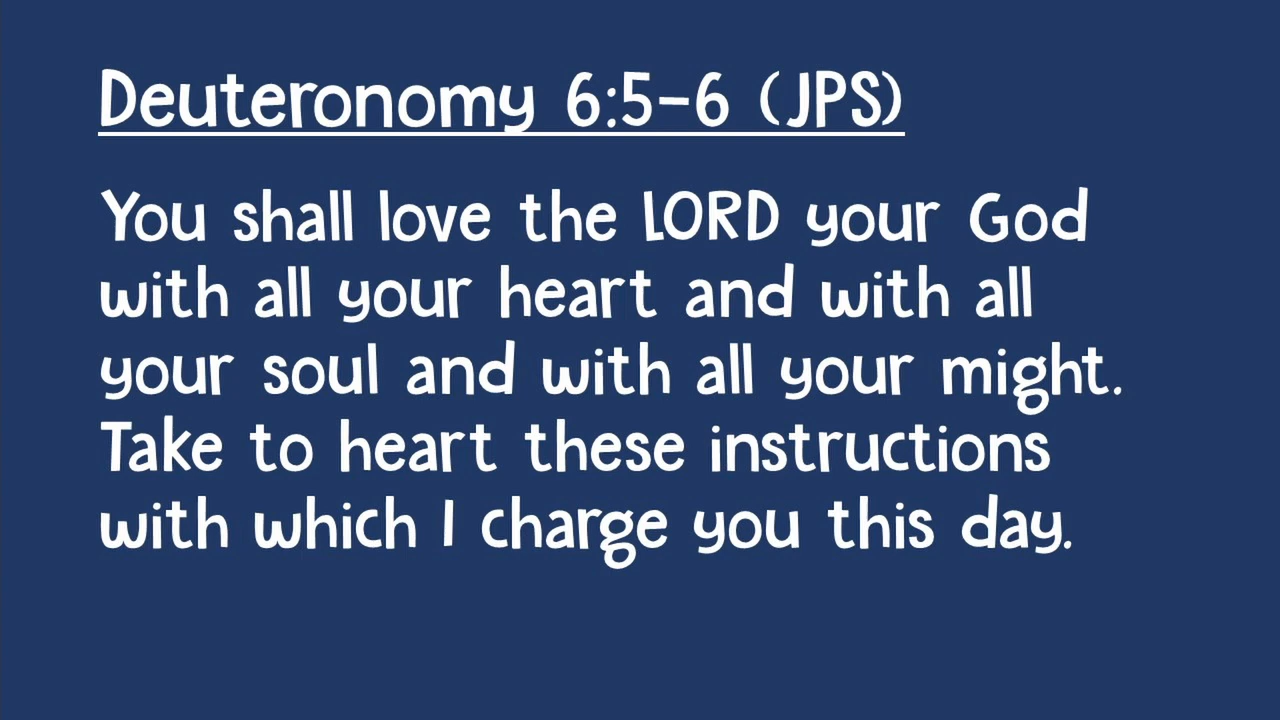 Deuteronomy 6:5-6 (JPS)
You shall love the LORD your God
with all your heart and with all
your soul and with all your might.
Take to heart these instructions
with which I charge you this day.